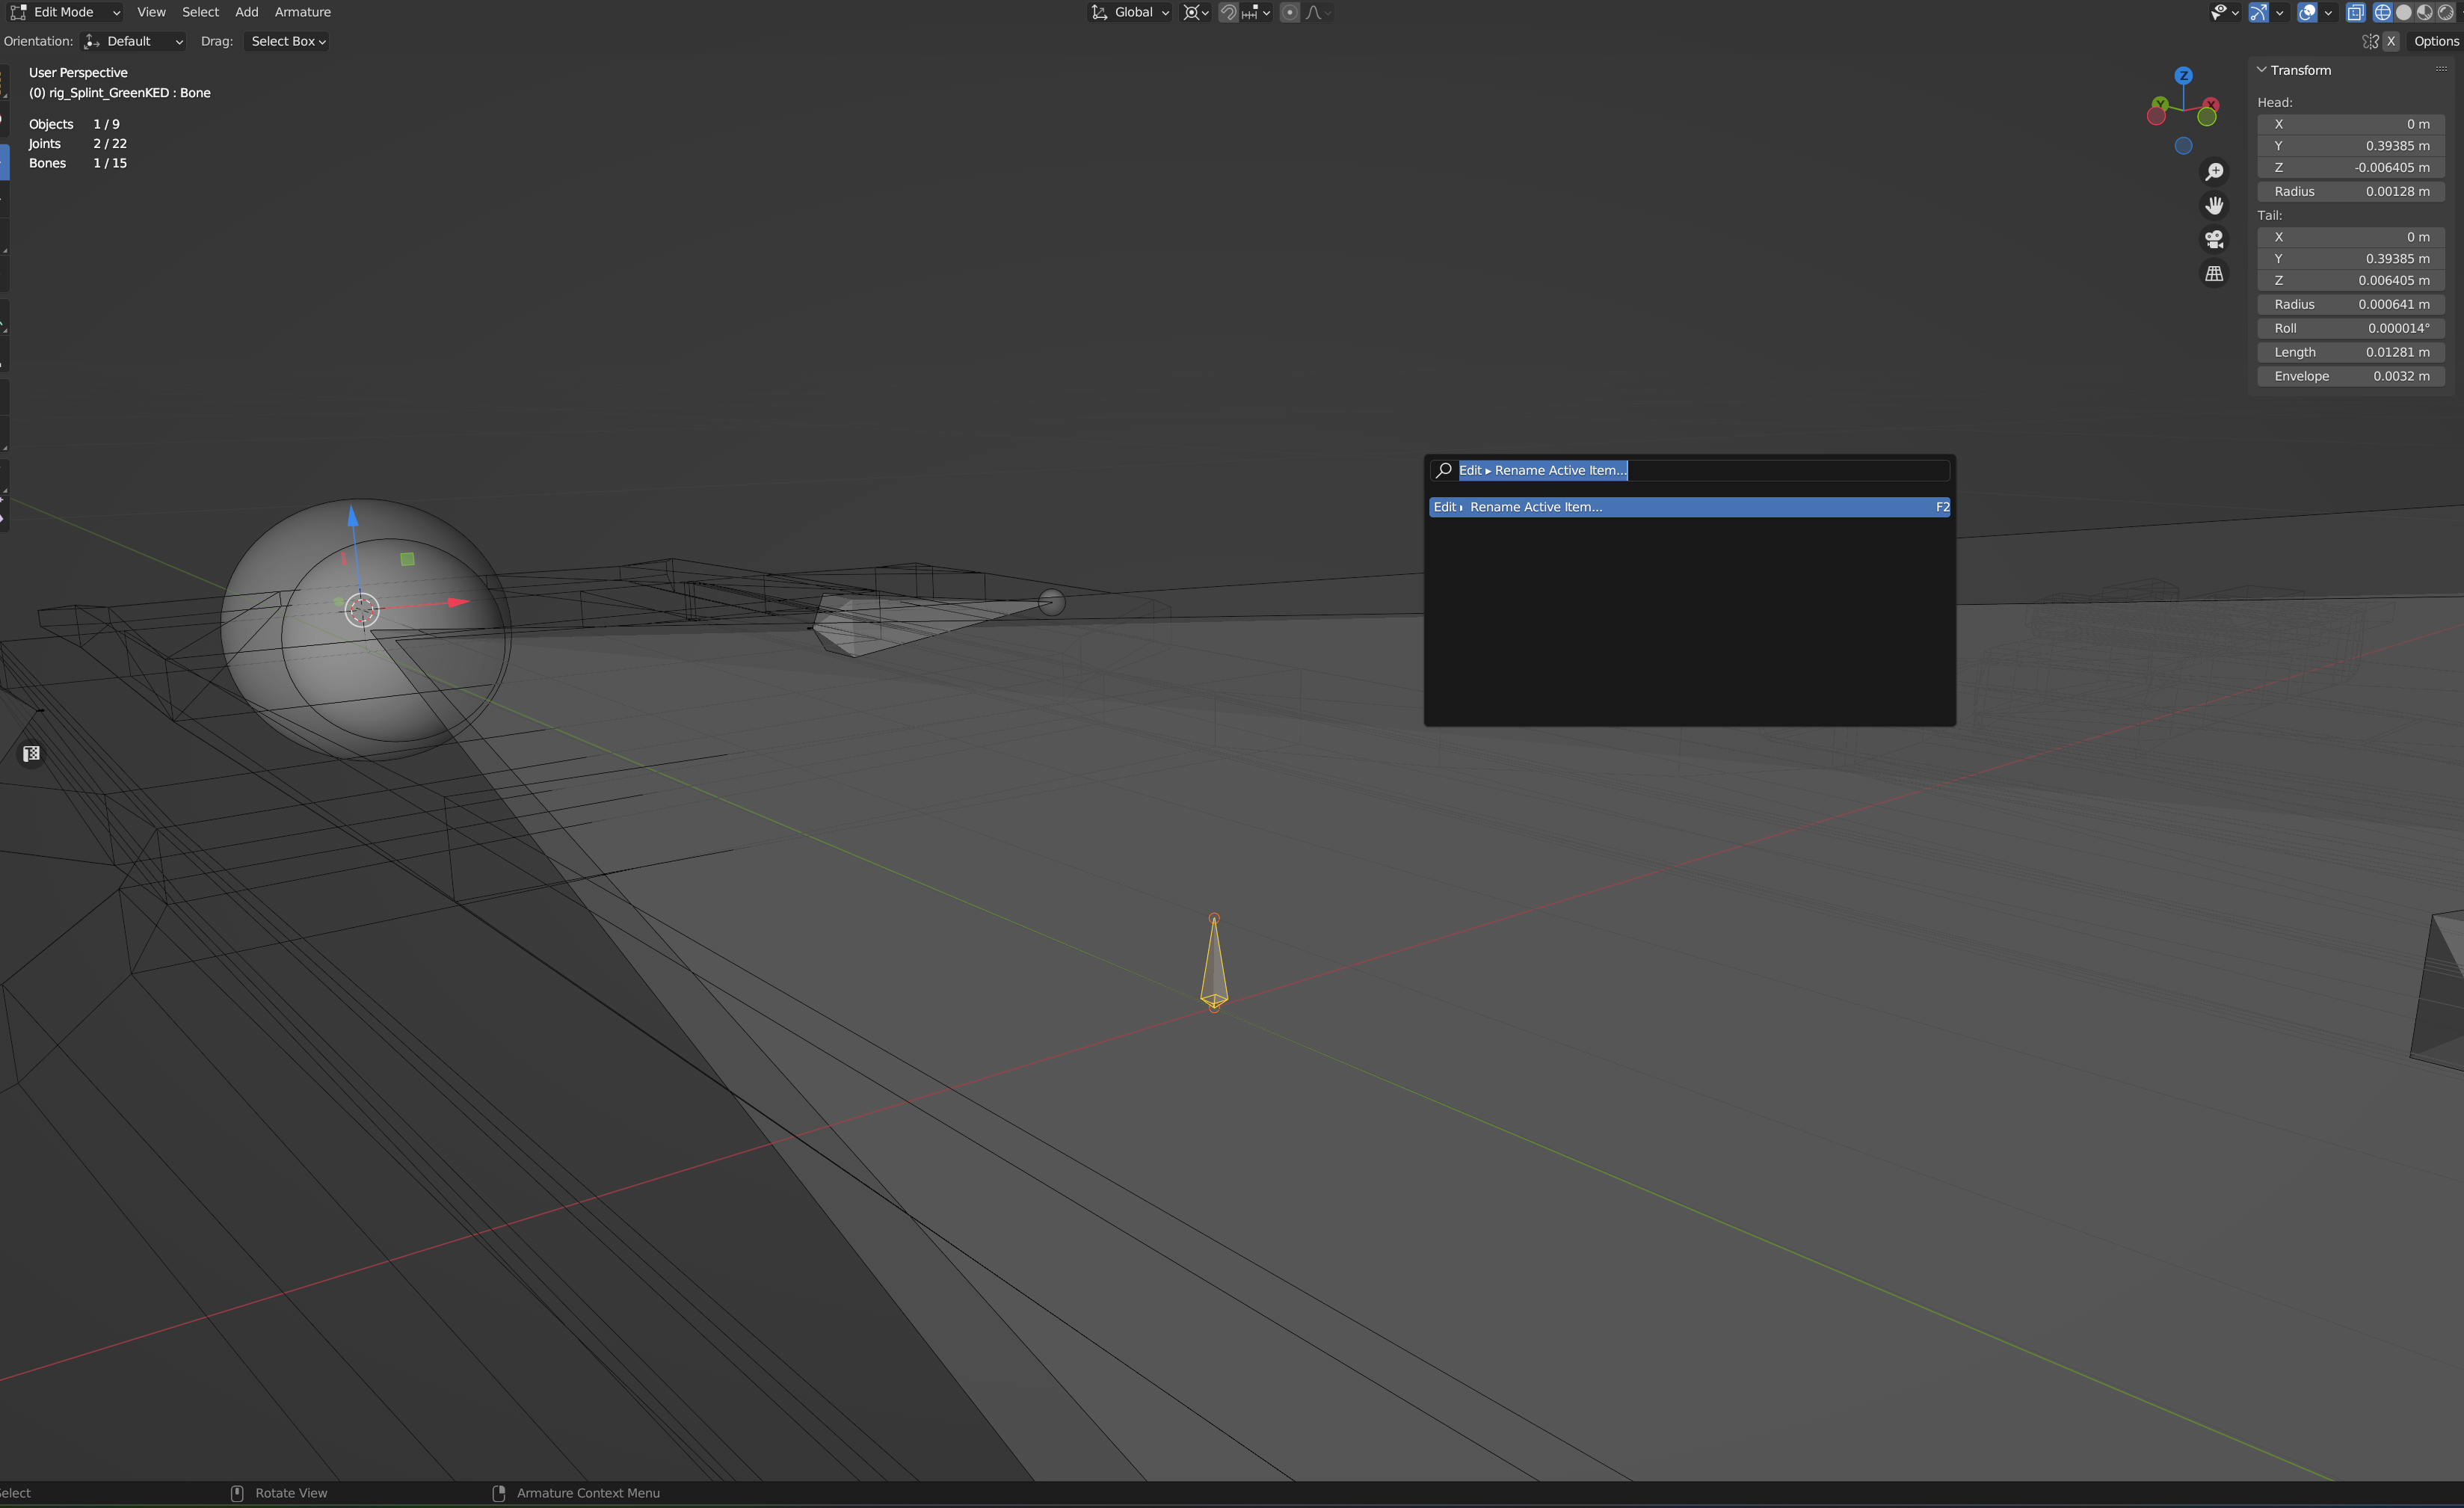 Edit Mode View Select Add Armature Global
Orientation: Default Drag: Select Box X Options
User Perspective
(0) rig_Splint_GreenKED : Bone
Objects 1 / 9
Joints 2 / 22
Bones 1 / 15
Z
Y X
Transform
Head:
X 0 m
Y 0.39385 m
Z -0.006405 m
Radius 0.00128 m
Tail:
X 0 m
Y 0.39385 m
Z 0.006405 m
Radius 0.000641 m
Roll 0.000014°
Length 0.01281 m
Envelope 0.0032 m
Edit ▸ Rename Active Item...
Edit ▸ Rename Active Item... F2
elect Rotate View Armature Context Menu